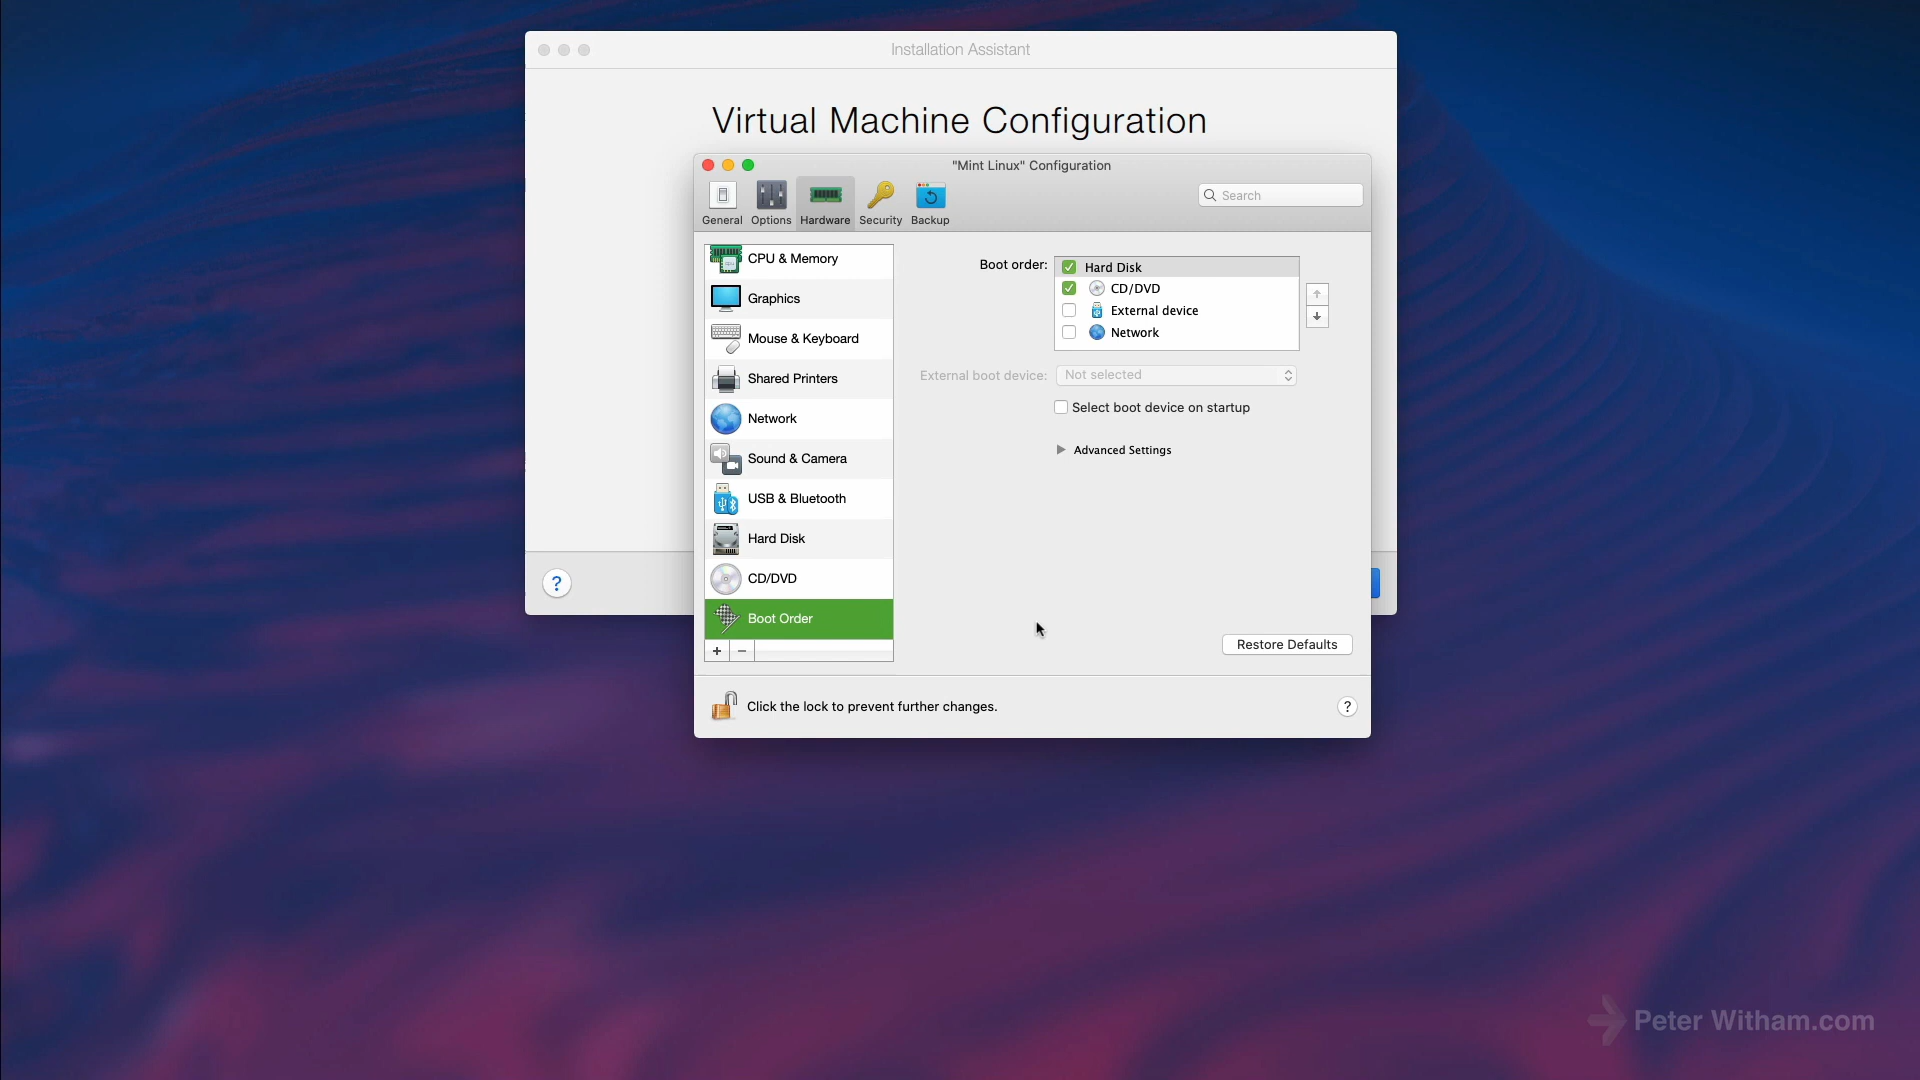 Installation Assistant
Virtual Machine Configuration
"Mint Linux" Configuration
General Options Hardware Security Backup
Search
CPU & Memory
Graphics
Mouse & Keyboard
Shared Printers
Network
Sound & Camera
USB & Bluetooth
Hard Disk
CD/DVD
Boot Order
+ −
Boot order:
Hard Disk
CD/DVD
External device
Network
External boot device: Not selected
Select boot device on startup
Advanced Settings
Restore Defaults
Click the lock to prevent further changes.
?
?
Peter Witham.com